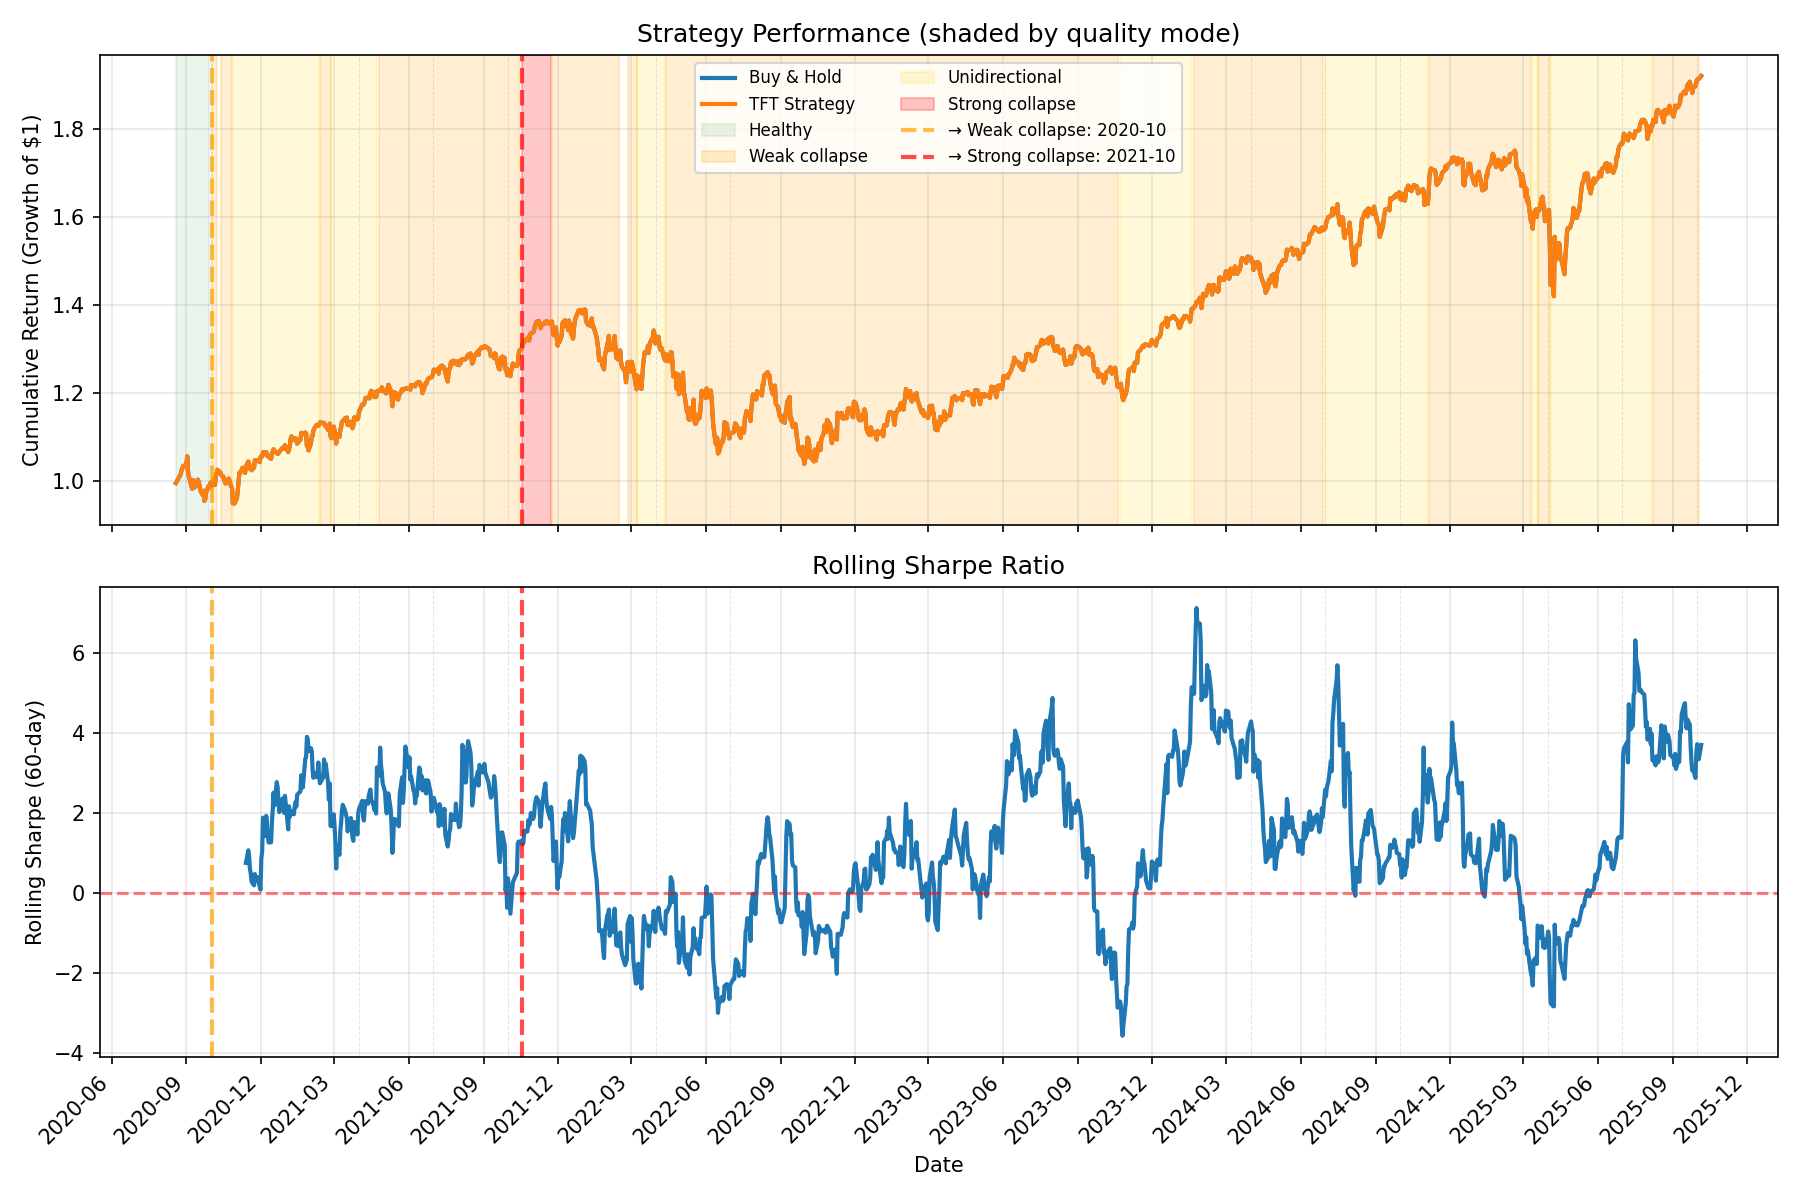 Strategy Performance (shaded by quality mode)
Cumulative Return (Growth of $1)
1.8
1.6
1.4
1.2
1.0
Buy & Hold
TFT Strategy
Healthy
Weak collapse
Unidirectional
Strong collapse
→ Weak collapse: 2020-10
→ Strong collapse: 2021-10
Rolling Sharpe Ratio
Rolling Sharpe (60-day)
6
4
2
0
−2
−4
2020-06
2020-09
2020-12
2021-03
2021-06
2021-09
2021-12
2022-03
2022-06
2022-09
2022-12
2023-03
2023-06
2023-09
2023-12
2024-03
2024-06
2024-09
2024-12
2025-03
2025-06
2025-09
2025-12
Date